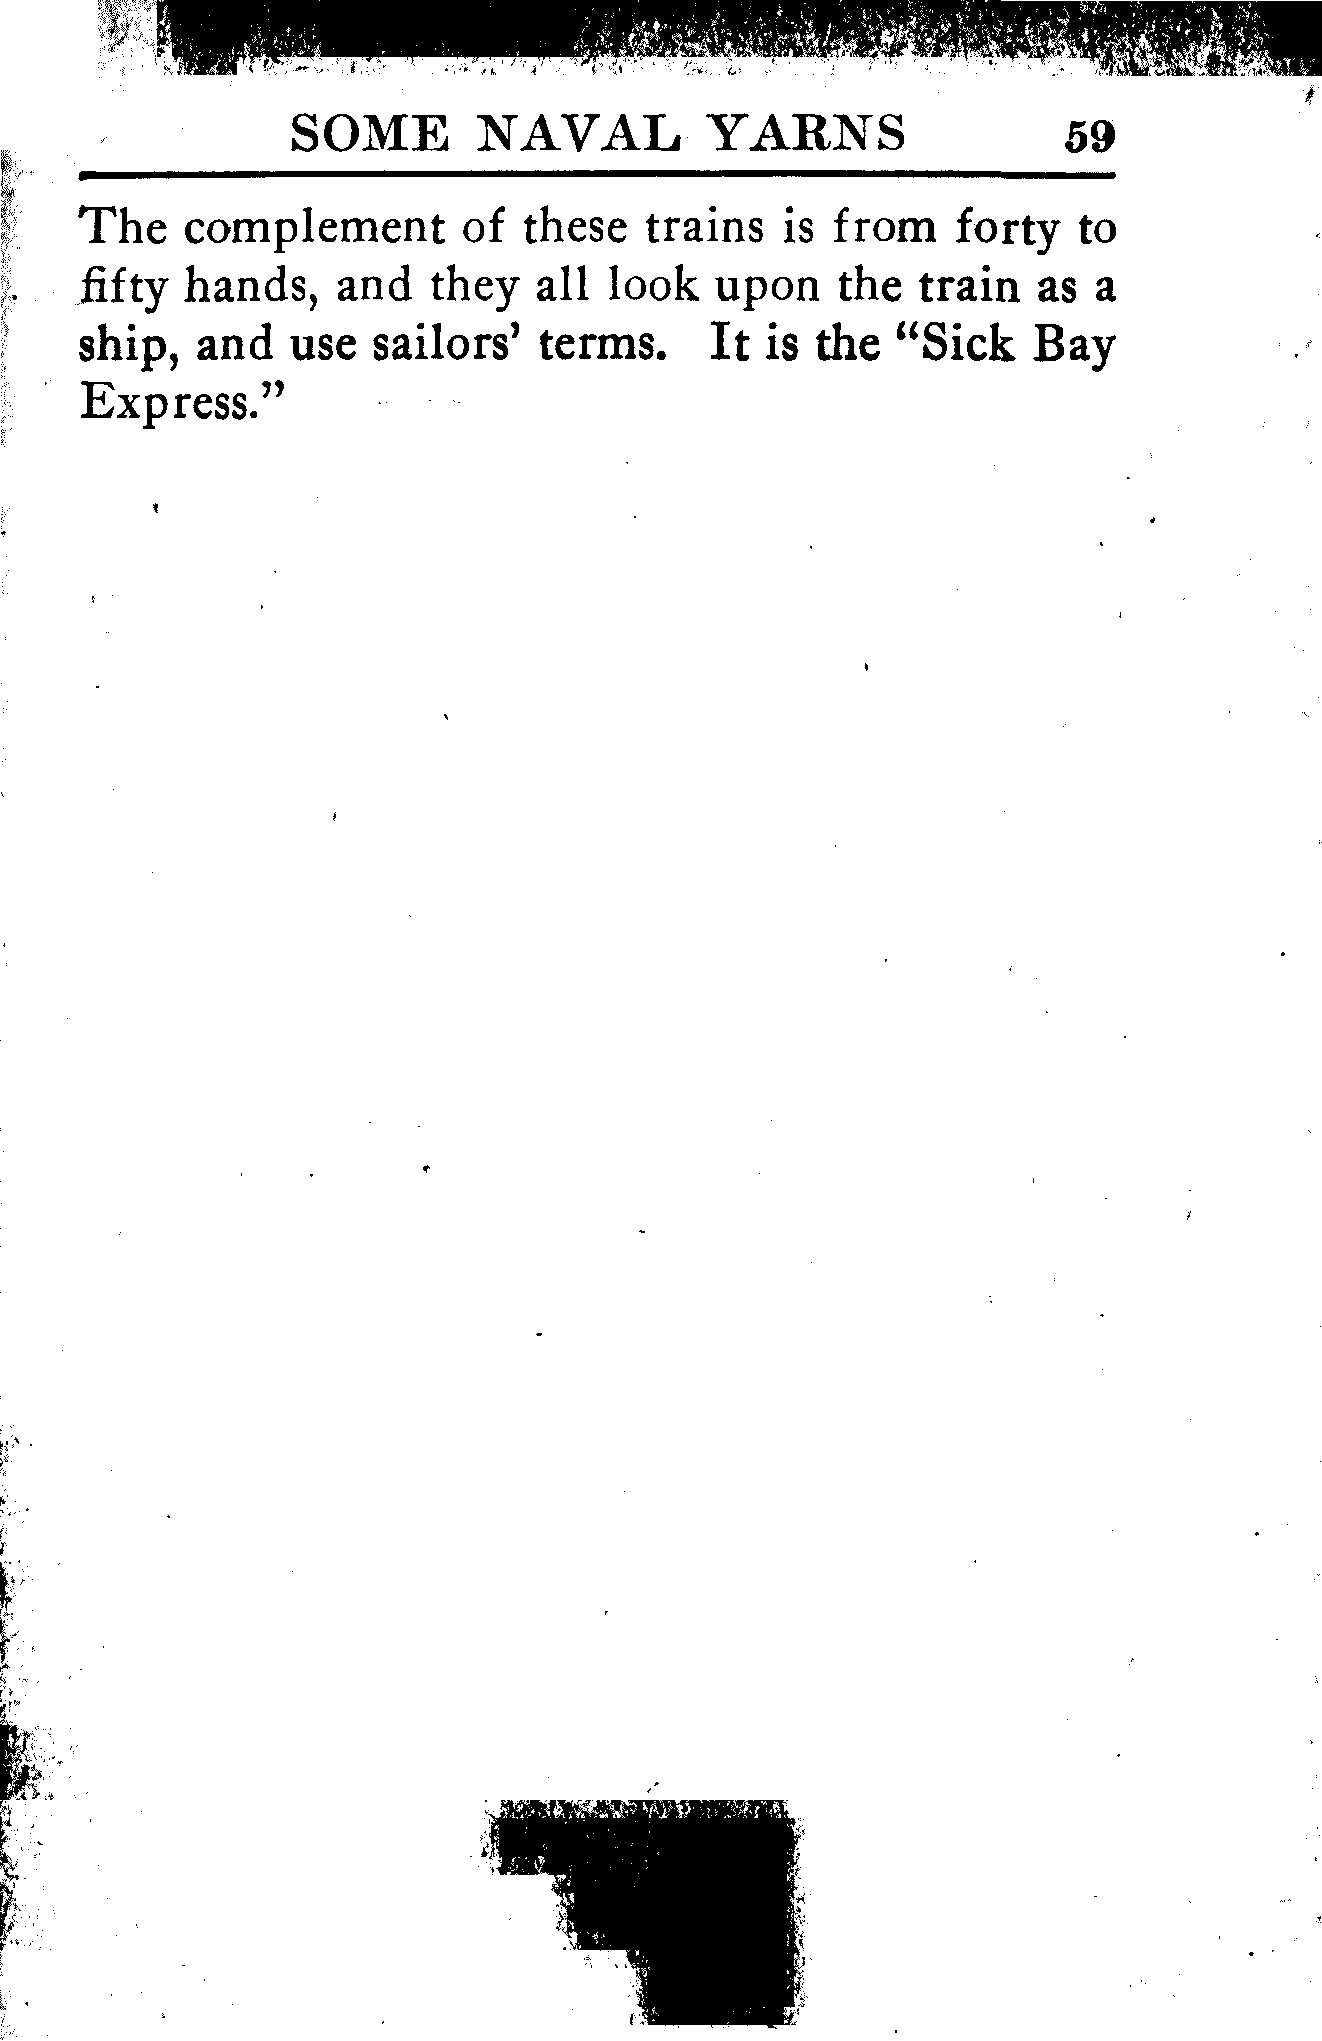 SOME NAVAL YARNS 59
The complement of these trains is from forty to
fifty hands, and they all look upon the train as a
ship, and use sailors' terms. It is the "Sick Bay
Express."